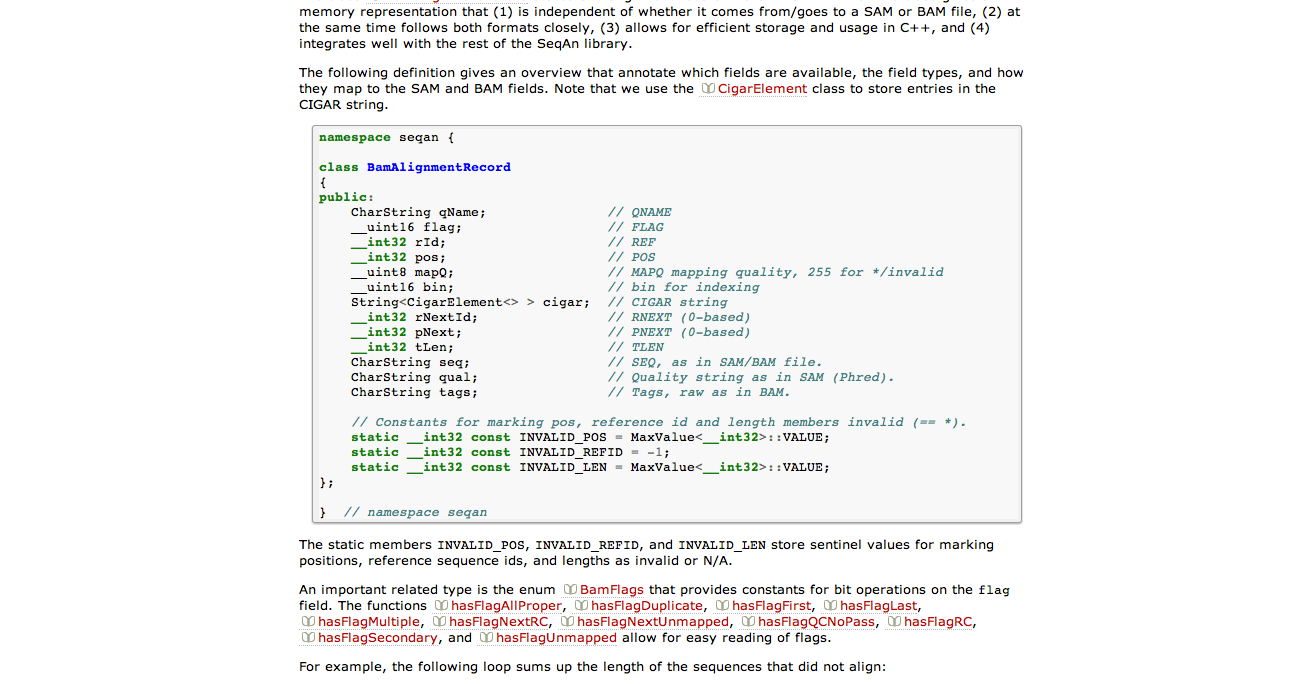 memory representation that (1) is independent of whether it comes from/goes to a SAM or BAM file, (2) at
the same time follows both formats closely, (3) allows for efficient storage and usage in C++, and (4)
integrates well with the rest of the SeqAn library.
The following definition gives an overview that annotate which fields are available, the field types, and how
they map to the SAM and BAM fields. Note that we use the CigarElement class to store entries in the
CIGAR string.
namespace seqan {
class BamAlignmentRecord
{
public:
CharString qName; // QNAME
__uint16 flag; // FLAG
__int32 rId; // REF
__int32 pos; // POS
__uint8 mapQ; // MAPQ mapping quality, 255 for */invalid
__uint16 bin; // bin for indexing
String<CigarElement<> > cigar; // CIGAR string
__int32 rNextId; // RNEXT (0-based)
__int32 pNext; // PNEXT (0-based)
__int32 tLen; // TLEN
CharString seq; // SEQ, as in SAM/BAM file.
CharString qual; // Quality string as in SAM (Phred).
CharString tags; // Tags, raw as in BAM.
// Constants for marking pos, reference id and length members invalid (== *).
static __int32 const INVALID_POS = MaxValue<__int32>::VALUE;
static __int32 const INVALID_REFID = -1;
static __int32 const INVALID_LEN = MaxValue<__int32>::VALUE;
};
} // namespace seqan
The static members INVALID_POS, INVALID_REFID, and INVALID_LEN store sentinel values for marking
positions, reference sequence ids, and lengths as invalid or N/A.
An important related type is the enum BamFlags that provides constants for bit operations on the flag
field. The functions hasFlagAllProper, hasFlagDuplicate, hasFlagFirst, hasFlagLast,
hasFlagMultiple, hasFlagNextRC, hasFlagNextUnmapped, hasFlagQCNoPass, hasFlagRC,
hasFlagSecondary, and hasFlagUnmapped allow for easy reading of flags.
For example, the following loop sums up the length of the sequences that did not align: